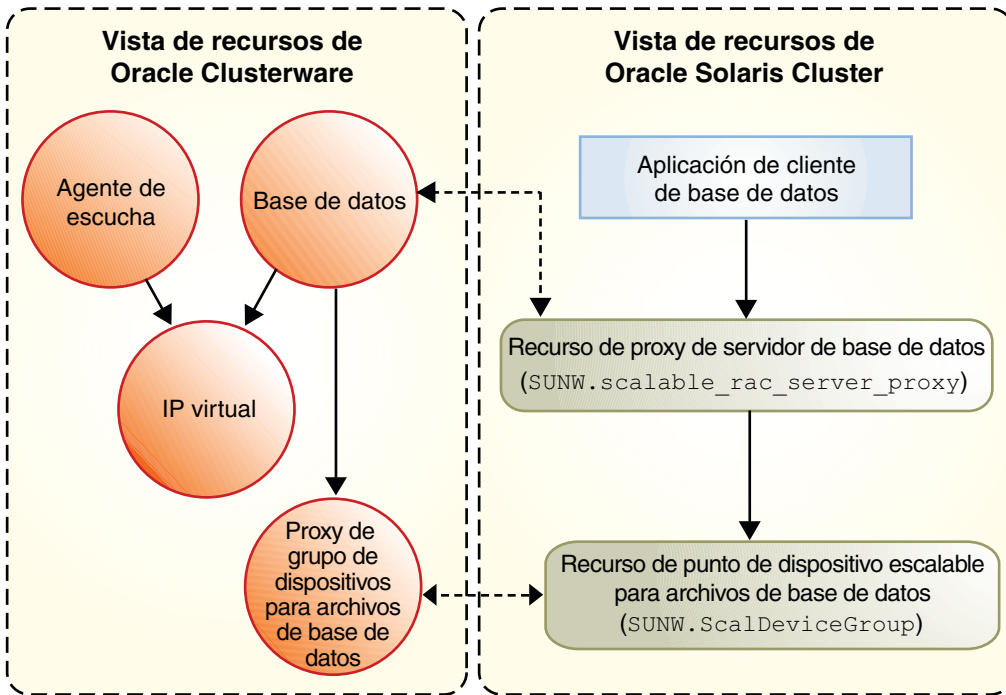 Vista de recursos de
Oracle Clusterware
Agente de
escucha
Base de datos
IP virtual
Proxy de
grupo de
dispositivos
para archivos
de base de
datos
Vista de recursos de
Oracle Solaris Cluster
Aplicación de cliente
de base de datos
Recurso de proxy de servidor de base de datos
(SUNW.scalable_rac_server_proxy)
Recurso de punto de dispositivo escalable
para archivos de base de datos
(SUNW.ScalDeviceGroup)